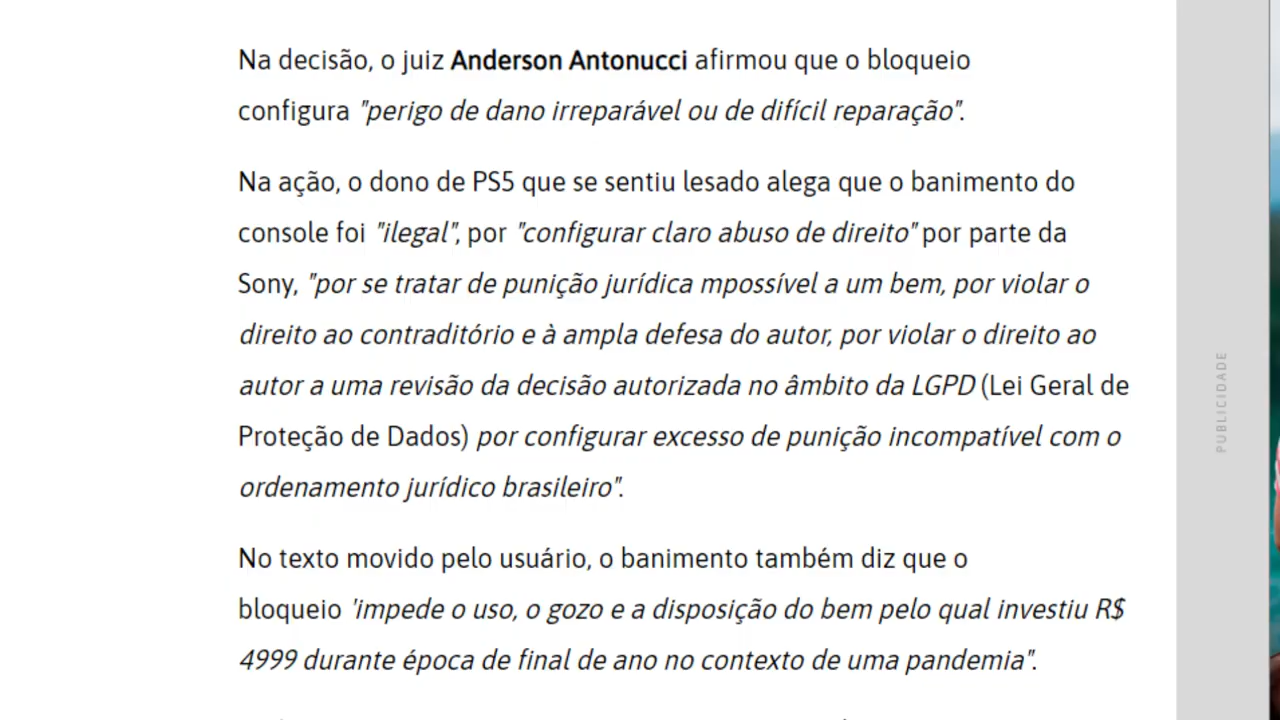 Na decisão, o juiz Anderson Antonucci afirmou que o bloqueio
configura "perigo de dano irreparável ou de difícil reparação".
Na ação, o dono de PS5 que se sentiu lesado alega que o banimento do
console foi "ilegal", por "configurar claro abuso de direito" por parte da
Sony, "por se tratar de punição jurídica mpossível a um bem, por violar o
direito ao contraditório e à ampla defesa do autor, por violar o direito ao
autor a uma revisão da decisão autorizada no âmbito da LGPD (Lei Geral de
Proteção de Dados) por configurar excesso de punição incompatível com o
ordenamento jurídico brasileiro".
No texto movido pelo usuário, o banimento também diz que o
bloqueio 'impede o uso, o gozo e a disposição do bem pelo qual investiu R$
4999 durante época de final de ano no contexto de uma pandemia".
PUBLICIDADE